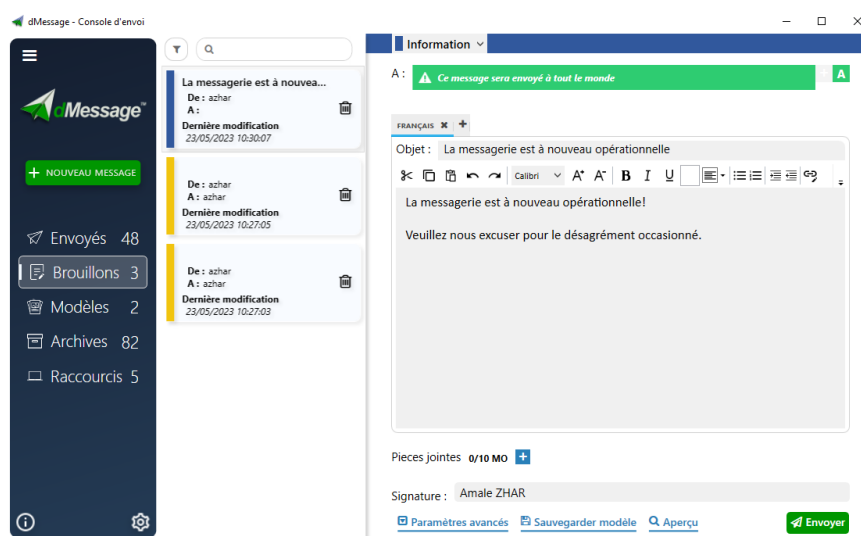 dMessage - Console d'envoi
dMessage™
+ NOUVEAU MESSAGE
Envoyés 48
Brouillons 3
Modèles 2
Archives 82
Raccourcis 5
La messagerie est à nouvea...
De : azhar
A :
Dernière modification
23/05/2023 10:30:07
De : azhar
A : azhar
Dernière modification
23/05/2023 10:27:05
De : azhar
A : azhar
Dernière modification
23/05/2023 10:27:03
Information
A : Ce message sera envoyé à tout le monde A
FRANÇAIS
Objet : La messagerie est à nouveau opérationnelle
Calibri A+ A- B I U
La messagerie est à nouveau opérationnelle!
Veuillez nous excuser pour le désagrément occasionné.
Pieces jointes 0/10 MO +
Signature : Amale ZHAR
Paramètres avancés Sauvegarder modèle Aperçu Envoyer